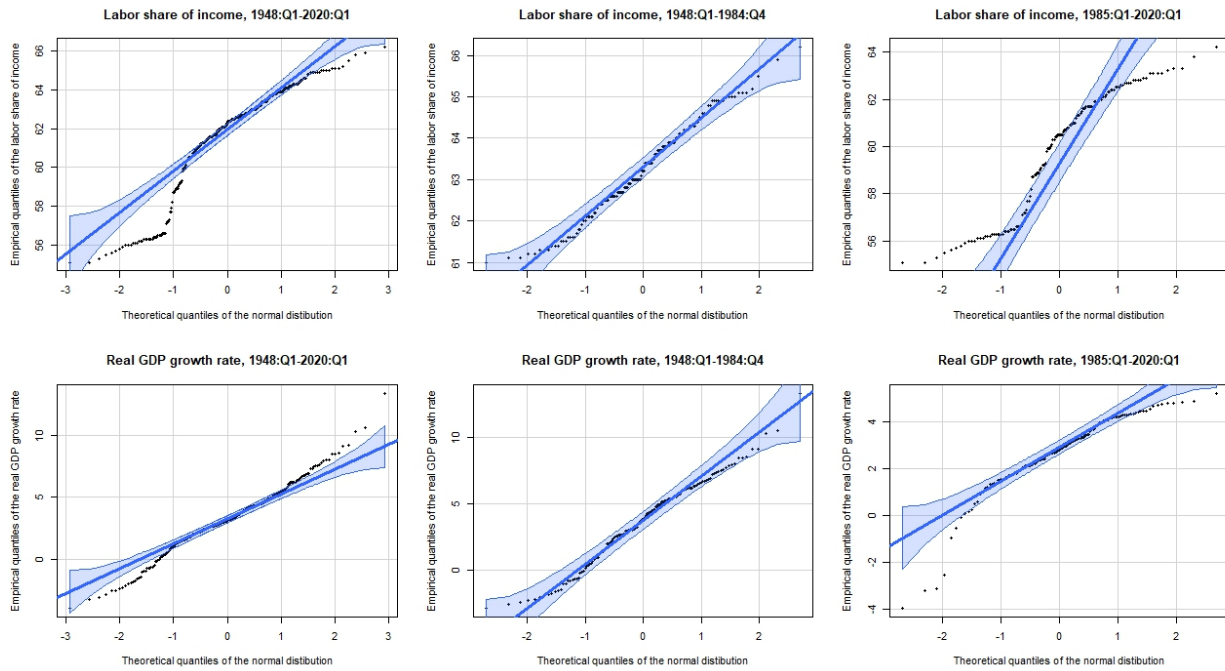 Labor share of income, 1948:Q1-2020:Q1
Empirical quantiles of the labor share of income
66
64
62
60
58
56
-3 -2 -1 0 1 2 3
Theoretical quantiles of the normal distibution
Labor share of income, 1948:Q1-1984:Q4
Empirical quantiles of the labor share of income
66
65
64
63
62
61
-2 -1 0 1 2
Theoretical quantiles of the normal distibution
Labor share of income, 1985:Q1-2020:Q1
Empirical quantiles of the labor share of income
64
62
60
58
56
-2 -1 0 1 2
Theoretical quantiles of the normal distibution
Real GDP growth rate, 1948:Q1-2020:Q1
Empirical quantiles of the real GDP growth rate
10
5
0
-3 -2 -1 0 1 2 3
Theoretical quantiles of the normal distibution
Real GDP growth rate, 1948:Q1-1984:Q4
Empirical quantiles of the real GDP growth rate
10
5
0
-2 -1 0 1 2
Theoretical quantiles of the normal distibution
Real GDP growth rate, 1985:Q1-2020:Q1
Empirical quantiles of the real GDP growth rate
4
2
0
-2
-4
-2 -1 0 1 2
Theoretical quantiles of the normal distibution